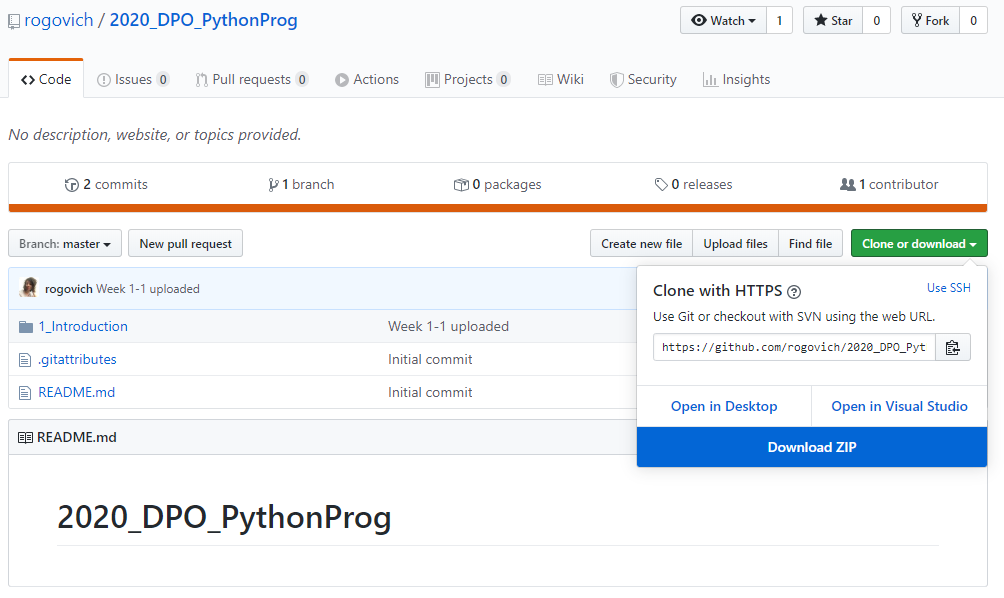 rogovich / 2020_DPO_PythonProg
Watch 1 Star 0 Fork 0
Code Issues 0 Pull requests 0 Actions Projects 0 Wiki Security Insights
No description, website, or topics provided.
2 commits 1 branch 0 packages 0 releases 1 contributor
Branch: master New pull request Create new file Upload files Find file Clone or download
rogovich Week 1-1 uploaded
1_Introduction Week 1-1 uploaded
.gitattributes Initial commit
README.md Initial commit
Clone with HTTPS ? Use SSH
Use Git or checkout with SVN using the web URL.
https://github.com/rogovich/2020_DPO_Pyt
Open in Desktop Open in Visual Studio
Download ZIP
README.md
2020_DPO_PythonProg